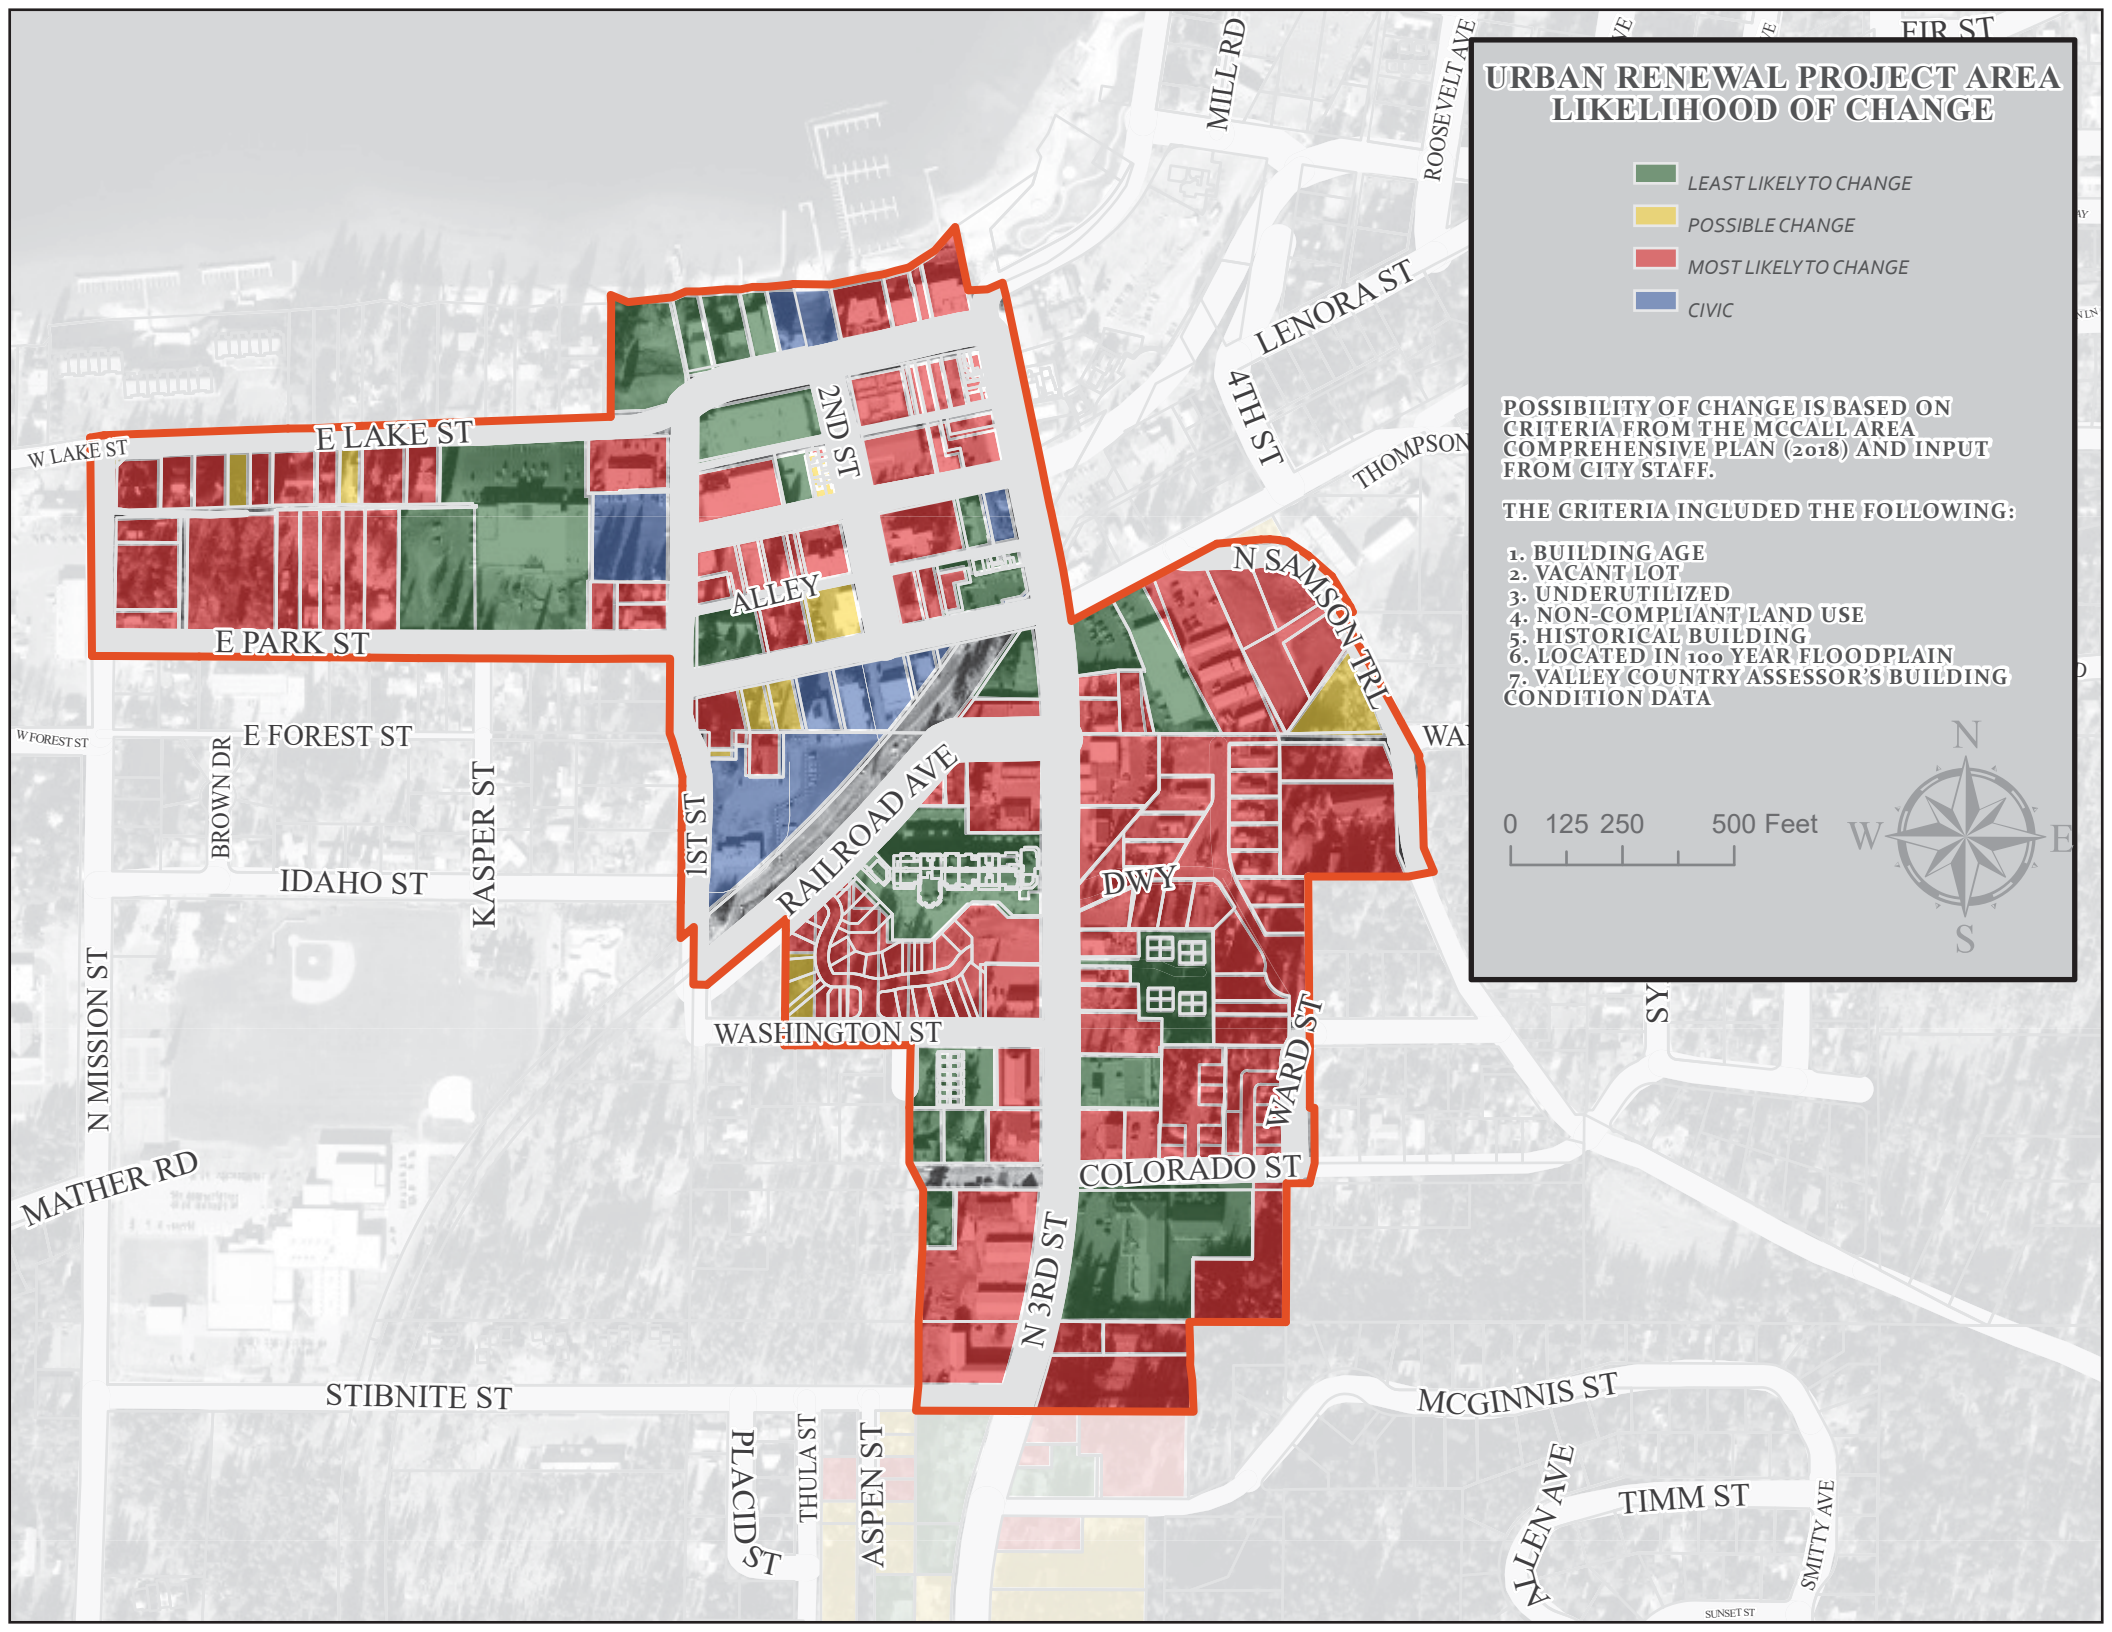 FIR ST
MILL RD
ROOSEVELT AVE
VE
VE
URBAN RENEWAL PROJECT AREA
LIKELIHOOD OF CHANGE
LEAST LIKELY TO CHANGE
POSSIBLE CHANGE
MOST LIKELY TO CHANGE
CIVIC
POSSIBILITY OF CHANGE IS BASED ON
CRITERIA FROM THE MCCALL AREA
COMPREHENSIVE PLAN (2018) AND INPUT
FROM CITY STAFF.
THE CRITERIA INCLUDED THE FOLLOWING:
1. BUILDING AGE
2. VACANT LOT
3. UNDERUTILIZED
4. NON-COMPLIANT LAND USE
5. HISTORICAL BUILDING
6. LOCATED IN 100 YEAR FLOODPLAIN
7. VALLEY COUNTRY ASSESSOR'S BUILDING
CONDITION DATA
0 125 250 500 Feet
N
W
E
S
AY
N LN
D
LENORA ST
4TH ST
THOMPSON
2ND ST
W LAKE ST
E LAKE ST
ALLEY
N SAMSON TRL
E PARK ST
W FOREST ST
E FOREST ST
BROWN DR
KASPER ST
1ST ST
RAILROAD AVE
WA
IDAHO ST
DWY
N MISSION ST
WASHINGTON ST
WARD ST
SY
MATHER RD
COLORADO ST
N 3RD ST
STIBNITE ST
PLACID ST
THULA ST
ASPEN ST
MCGINNIS ST
ALLEN AVE
TIMM ST
SMITTY AVE
SUNSET ST